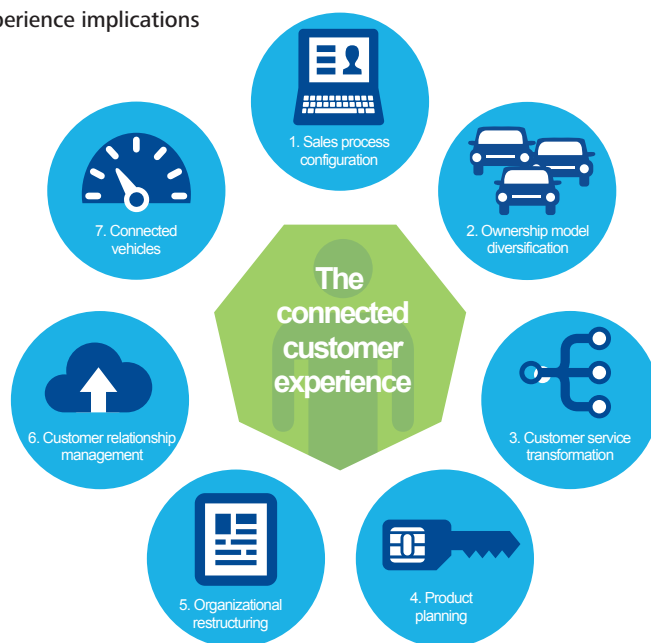 perience implications
1. Sales process
configuration
2. Ownership model
diversification
3. Customer service
transformation
4. Product
planning
5. Organizational
restructuring
6. Customer relationship
management
7. Connected
vehicles
The
connected
customer
experience